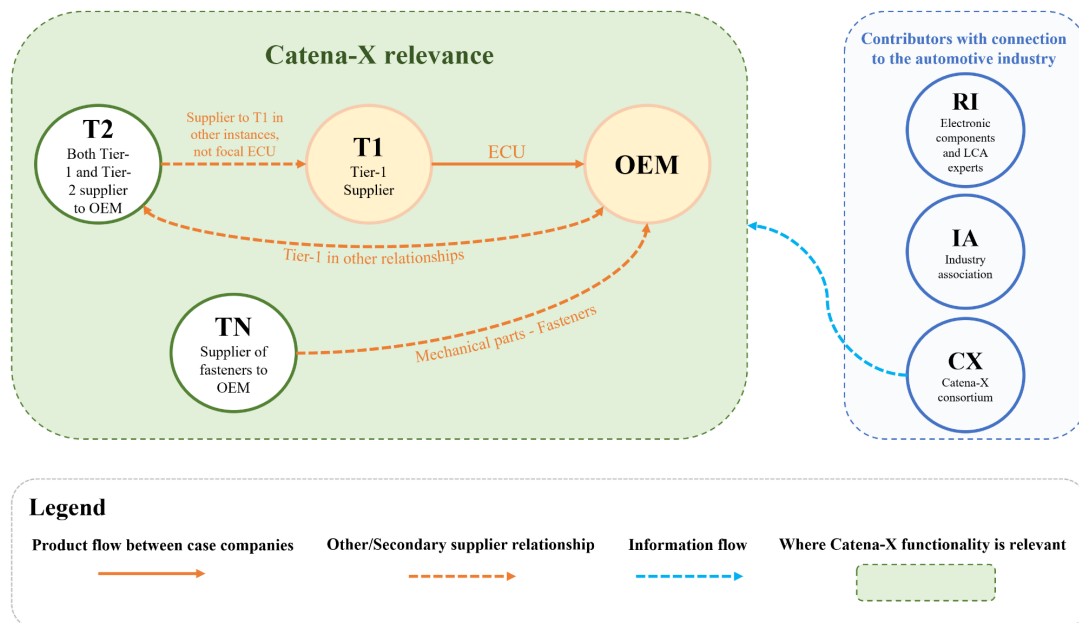 Catena-X relevance
T2
Both Tier-
1 and Tier-
2 supplier
to OEM
Supplier to T1 in
other instances,
not focal ECU
T1
Tier-1
Supplier
ECU
OEM
Tier-1 in other relationships
TN
Supplier of
fasteners to
OEM
Mechanical parts - Fasteners
Contributors with connection
to the automotive industry
RI
Electronic
components
and LCA
experts
IA
Industry
association
CX
Catena-X
consortium
Legend
Product flow between case companies
Other/Secondary supplier relationship
Information flow
Where Catena-X functionality is relevant